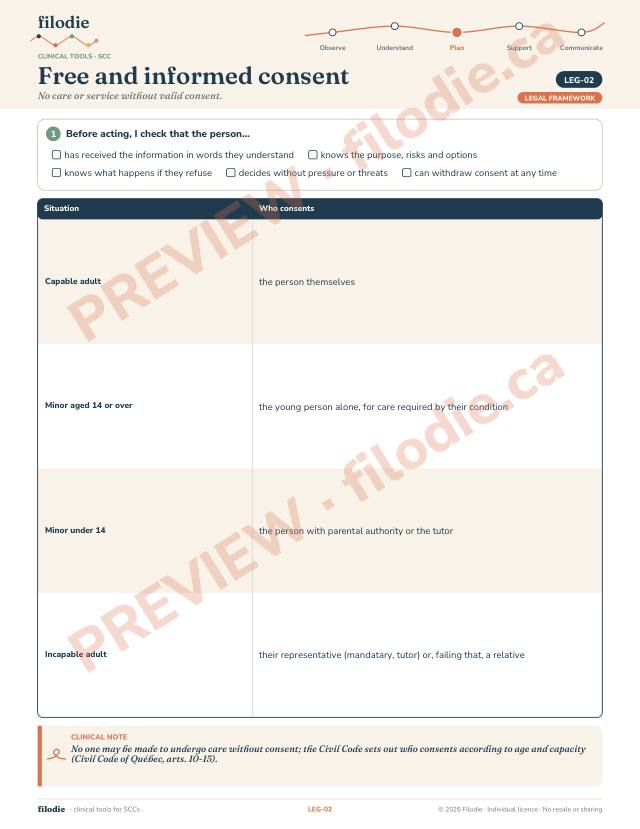 filodie
CLINICAL TOOLS · SCC
Observe Understand Plan Support Communicate
Free and informed consent
No care or service without valid consent.
LEG-02
LEGAL FRAMEWORK
1 Before acting, I check that the person...
has received the information in words they understand knows the purpose, risks and options
knows what happens if they refuse decides without pressure or threats can withdraw consent at any time
Situation Who consents
Capable adult the person themselves
Minor aged 14 or over the young person alone, for care required by their condition
Minor under 14 the person with parental authority or the tutor
Incapable adult their representative (mandatary, tutor) or, failing that, a relative
PREVIEW · filodie.ca
PREVIEW · filodie.ca
CLINICAL NOTE
No one may be made to undergo care without consent; the Civil Code sets out who consents according to age and capacity
(Civil Code of Québec, arts. 10-15).
filodie · clinical tools for SCCs LEG-02 © 2026 Filodie · Individual licence · No resale or sharing